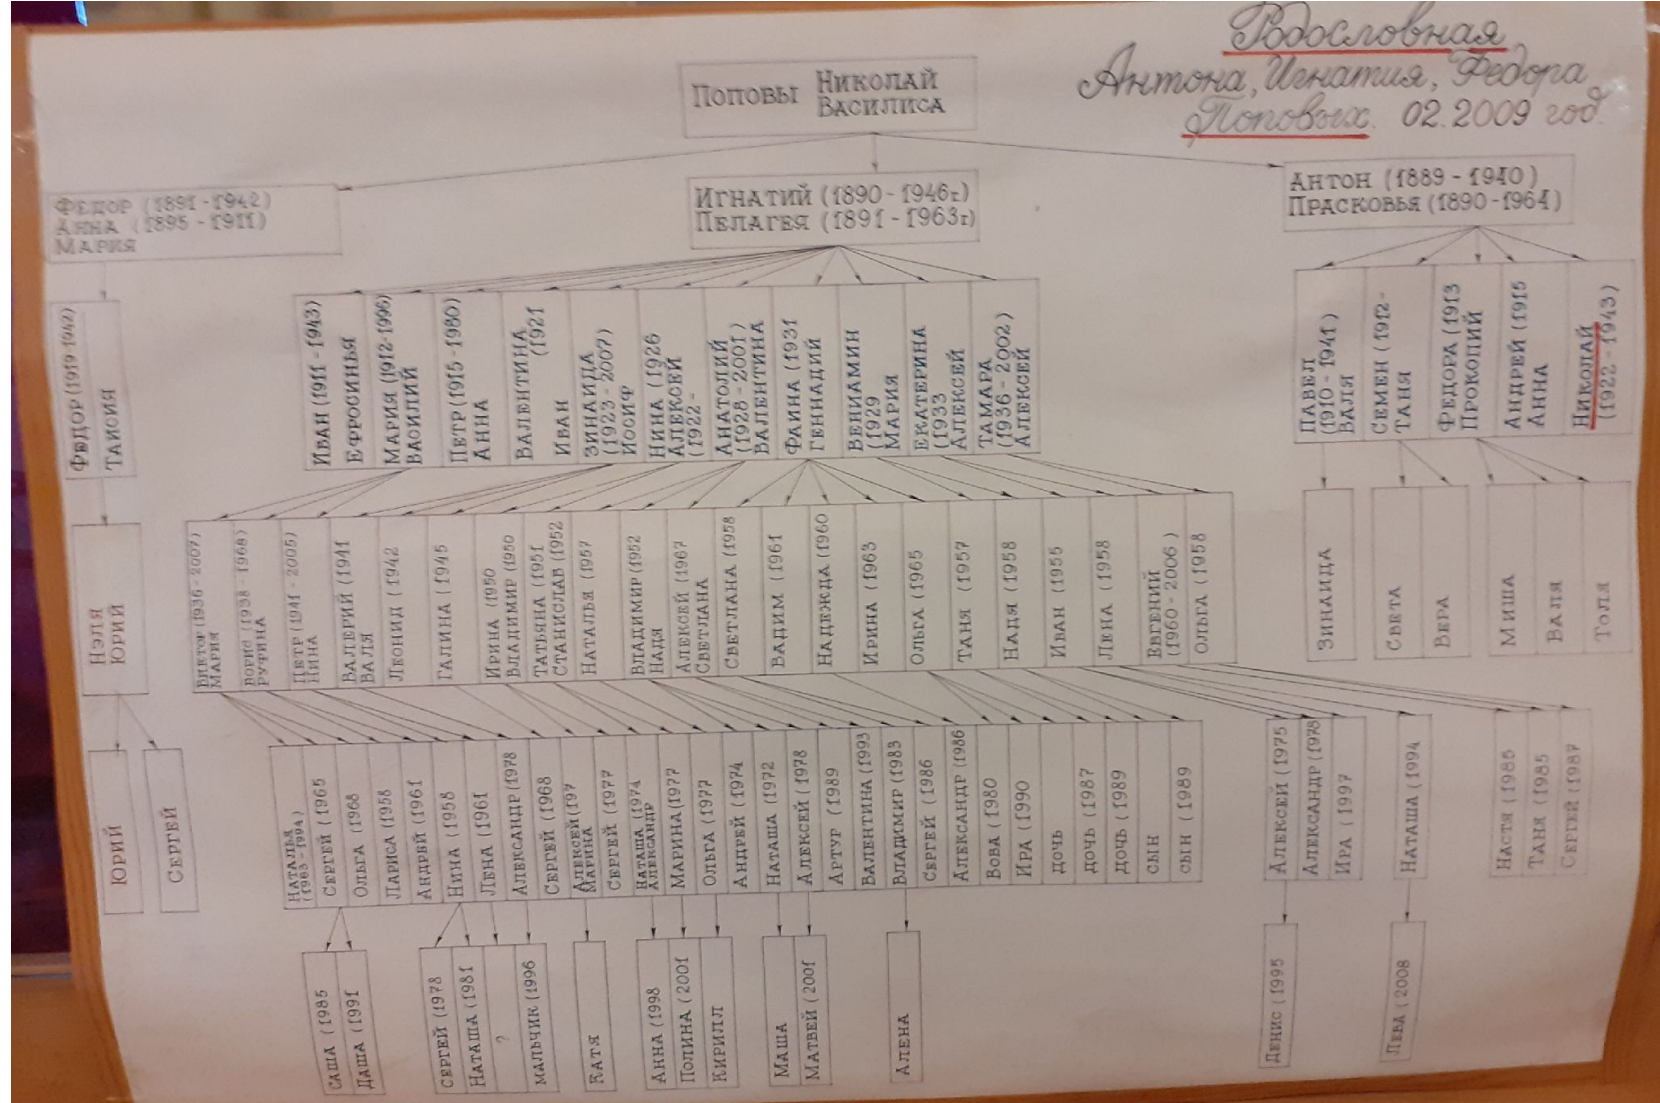 Родословная
Антона, Игнатия, Федора
Поповых. 02.2009 год.
Поповы Николай
Василиса
Федор (1891-1942)
Анна (1895-1911)
Мария
Игнатий (1890-1946г.)
Пелагея (1891-1963г)
Антон (1889-1940)
Прасковья (1890-1964)
Федор (1919-1942)
Таисия
Иван (1911-1943)
Ефросинья
Мария (1912-1996)
Василий
Петр (1915-1980)
Анна
Валентина
(1921
Иван
Зинаида
(1923-2007)
Иосиф
Нина (1926
Алексей
(1922-
Анатолий
(1928-2001)
Валентина
Фаина (1931
Геннадий
Вениамин
(1929
Мария
Екатерина
(1933
Алексей
Тамара
(1936-2002)
Алексей
Павел
(1910-1941)
Валя
Семен (1912-
Таня
Федора (1913
Прокопий
Андрей (1915
Анна
Николай
(1922-1943)
Нэля
Юрий
Виктор (1936-2007)
Мария
Борис (1938-1968)
Руфина
Петр (1941-2005)
Нина
Валерий (1941
Валя
Леонид (1942
Галина (1945
Ирина (1950
Владимир (1950
Татьяна (1951
Станислав (1952
Наталья (1957
Владимир (1952
Надя
Алексей (1967
Светлана
Светлана (1958
Вадим (1961
Надежда (1960
Ирина (1963
Ольга (1965
Таня (1957
Надя (1958
Иван (1955
Лена (1958
Евгений
(1960-2006)
Ольга (1958
Зинаида
Света
Вера
Миша
Валя
Толя
Юрий
Сергей
Наталья
(1963-1994)
Сергей (1965
Ольга (1968
Лариса (1958
Андрей (1961
Нина (1958
Лена (1961
Александр (1978
Сергей (1968
Алексей (197
Марина
Сергей (1977
Наташа (1974
Александр
Марина (1977
Ольга (1977
Андрей (1974
Наташа (1972
Алексей (1978
Артур (1989
Валентина (1993
Владимир (1983
Сергей (1986
Александр (1986
Вова (1980
Ира (1990
дочь
дочь (1987
дочь (1989
сын
сын (1989
Алексей (1975
Александр (1978
Ира (1997
Наташа (1994
Настя (1985
Таня (1985
Сергей (1987
Саша (1985
Даша (1991
Сергей (1978
Наташа (1981
?
мальчик (1996
Катя
Анна (1998
Полина (2001
Кирилл
Маша
Матвей (2001
Алена
Денис (1995
Лева (2008